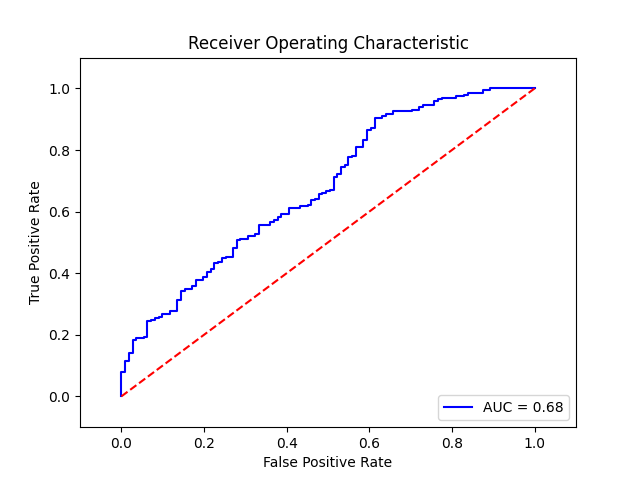 Receiver Operating Characteristic
True Positive Rate
1.0
0.8
0.6
0.4
0.2
0.0
AUC = 0.68
0.0 0.2 0.4 0.6 0.8 1.0
False Positive Rate